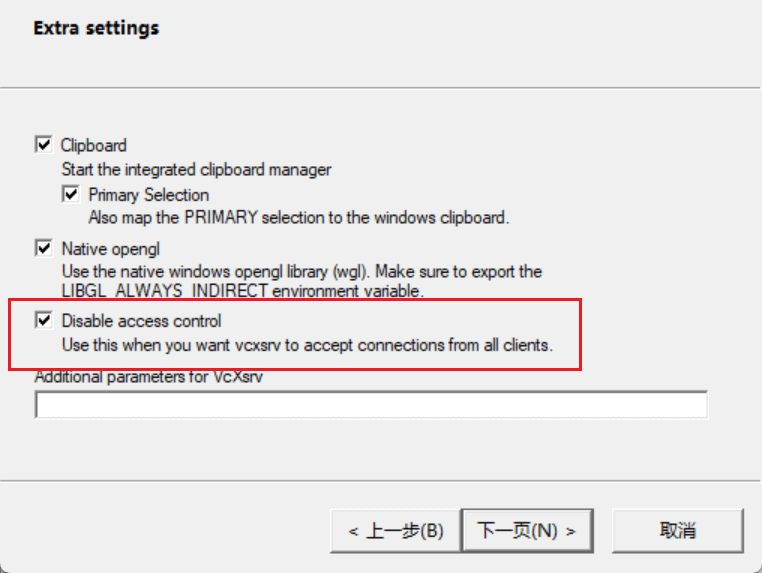 Extra settings
Clipboard
Start the integrated clipboard manager
Primary Selection
Also map the PRIMARY selection to the windows clipboard.
Native opengl
Use the native windows opengl library (wgl). Make sure to export the
LIBGL_ALWAYS_INDIRECT environment variable.
Disable access control
Use this when you want vcxsrv to accept connections from all clients.
Additional parameters for VcXsrv
< 上一步(B) 下一页(N) > 取消